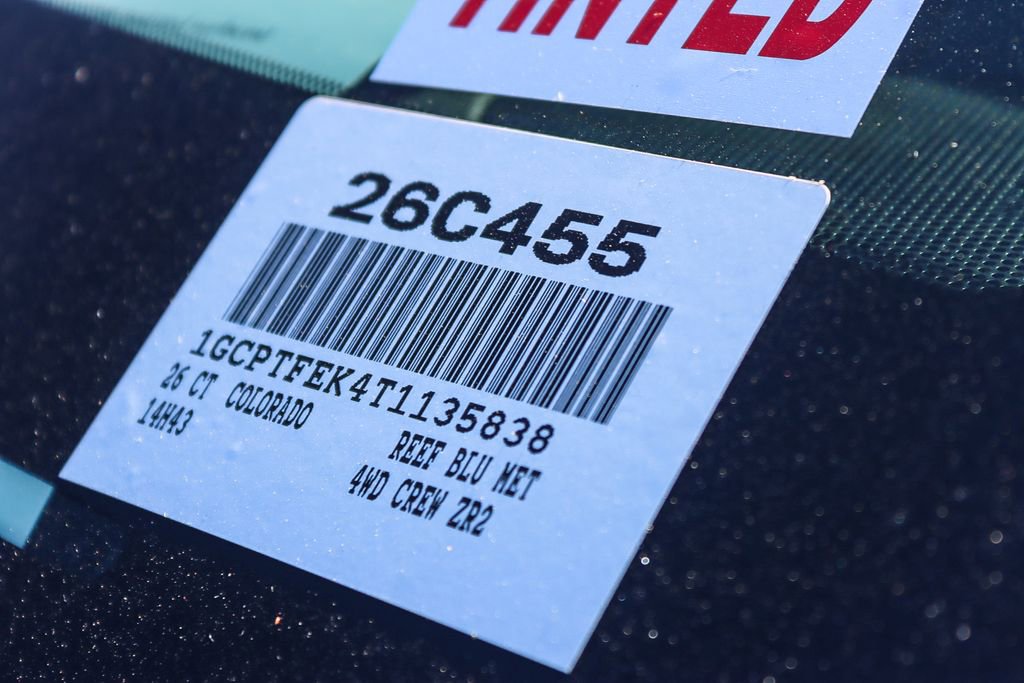 TINTED
26C455
1GCPTFEK4T1135838
26 CT COLORADO
REEF BLU MET
14H43
4WD CREW ZR2